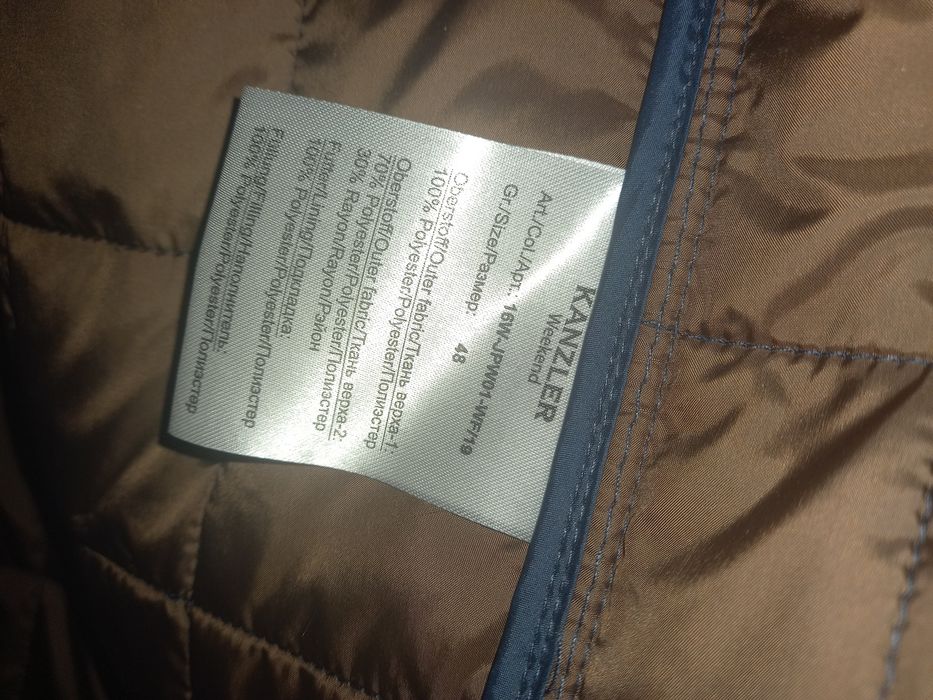 KANZLER
Weekend
Art./Col./Арт.: 16W-JPW01-WF/19
Gr./Size/Размер: 48
Oberstoff/Outer fabric/Ткань верха-1:
100% Polyester/Polyester/Полиэстер
Oberstoff/Outer fabric/Ткань верха-2:
70% Polyester/Polyester/Полиэстер
30% Rayon/Rayon/Рэйон
Futter/Lining/Подкладка:
100% Polyester/Polyester/Полиэстер
Füllung/Filling/Наполнитель:
100% Polyester/Polyester/Полиэстер